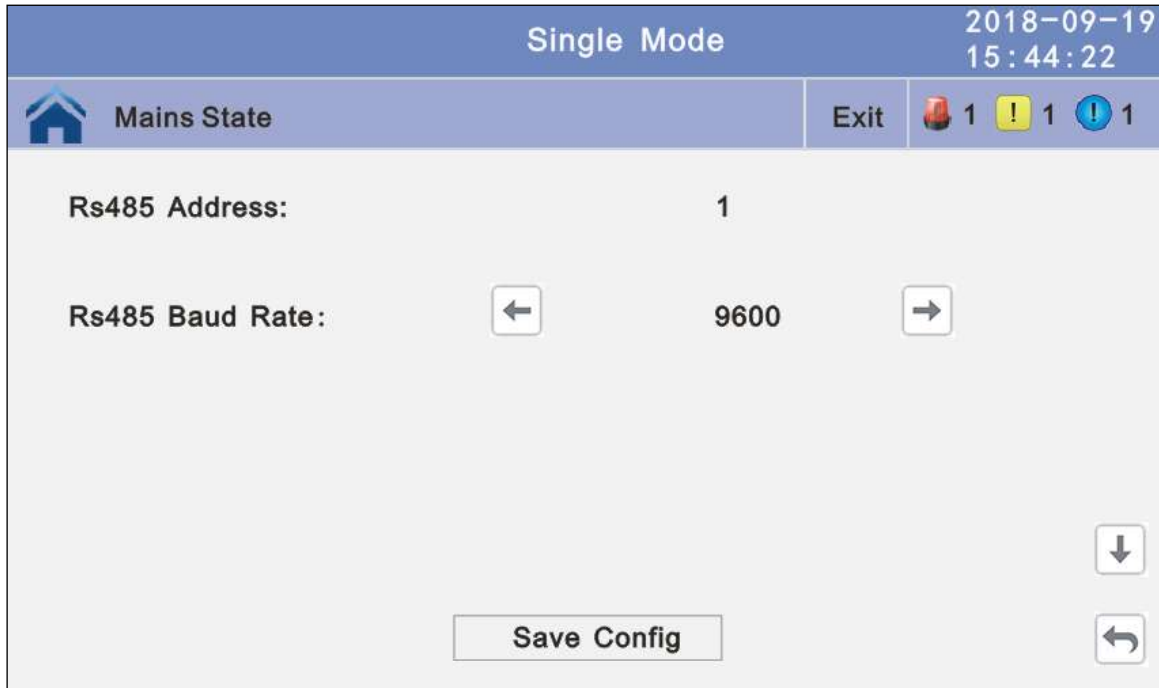 Single Mode
2018-09-19
15:44:22
Mains State
Exit
1 ! 1 ! 1
Rs485 Address: 1
Rs485 Baud Rate: 9600
Save Config